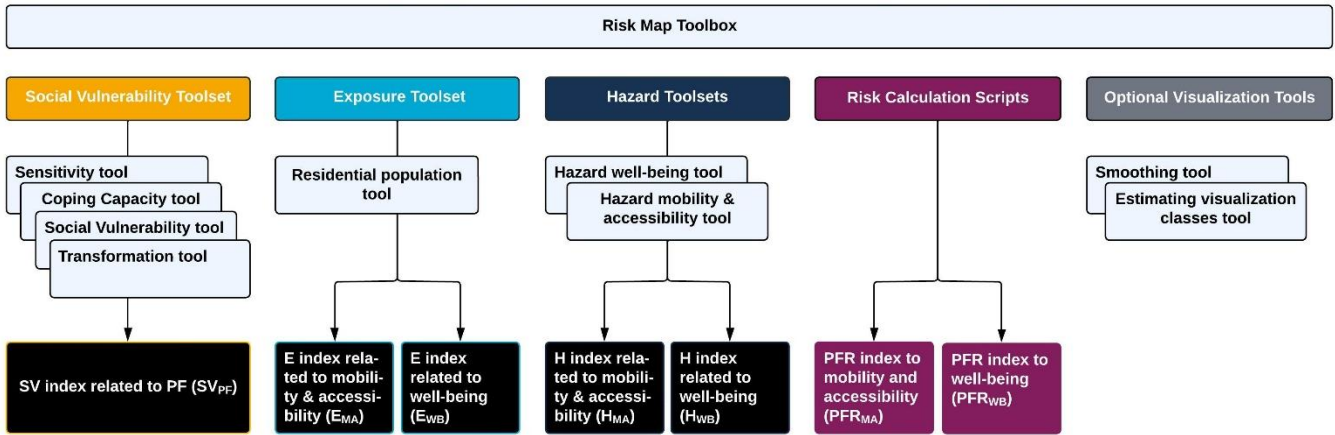 Risk Map Toolbox
Social Vulnerability Toolset
Exposure Toolset
Hazard Toolsets
Risk Calculation Scripts
Optional Visualization Tools
Sensitivity tool
Coping Capacity tool
Social Vulnerability tool
Transformation tool
Residential population
tool
Hazard well-being tool
Hazard mobility &
accessibility tool
Smoothing tool
Estimating visualization
classes tool
SV index related to PF (SVPF)
E index rela-
ted to mobili-
ty & accessi-
bility (EMA)
E index
related to
well-being
(EWB)
H index rela-
ted to mobili-
ty & accessi-
bility (HMA)
H index
related to
well-being
(HWB)
PFR index to
mobility and
accessibility
(PFRMA)
PFR index to
well-being
(PFRWB)